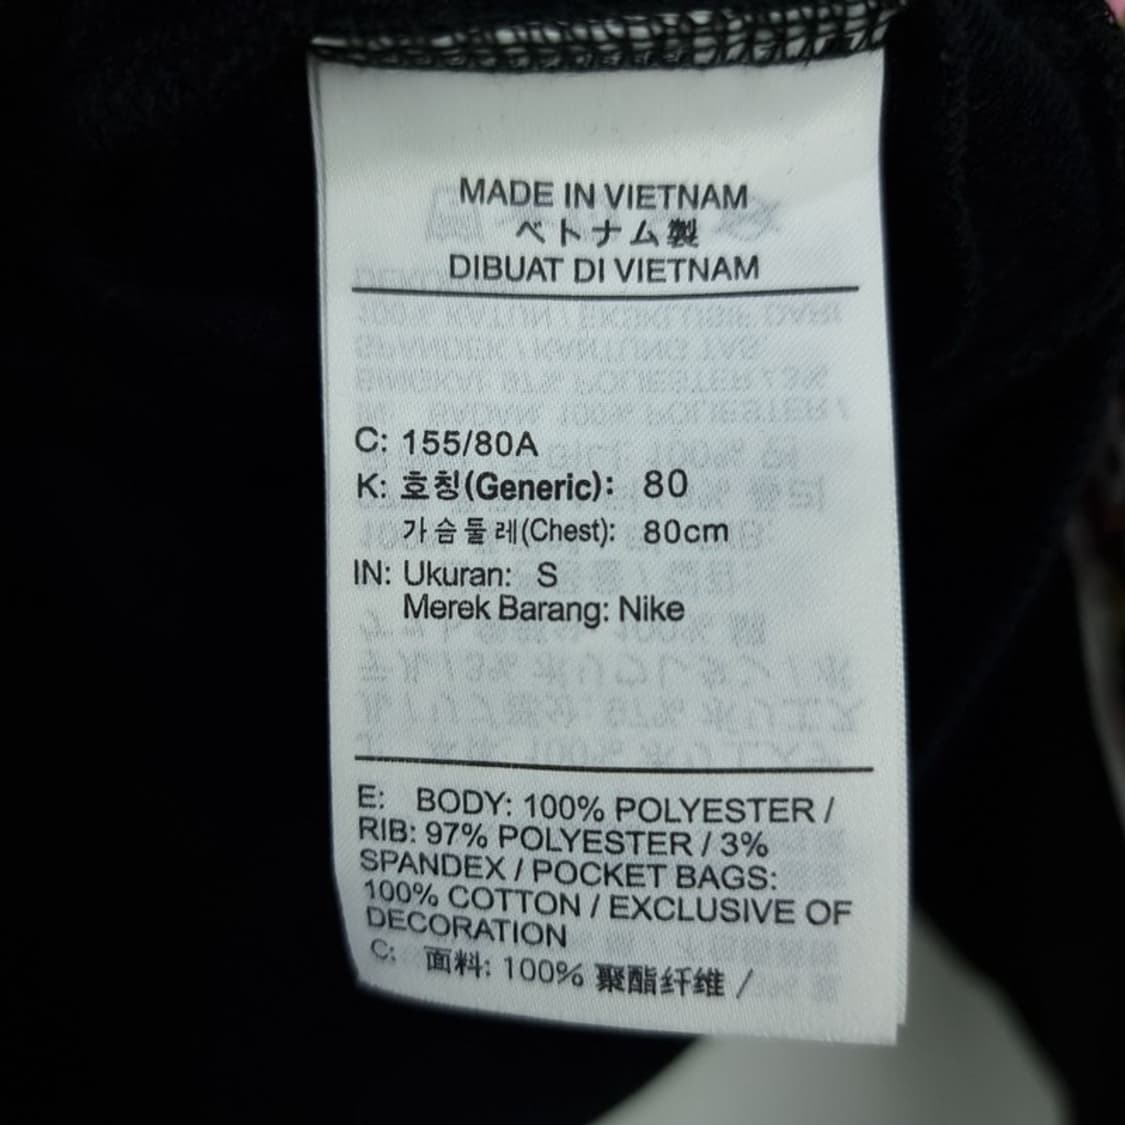 MADE IN VIETNAM
ベトナム製
DIBUAT DI VIETNAM
C: 155/80A
K: 호칭(Generic): 80
가슴둘레(Chest): 80cm
IN: Ukuran: S
Merek Barang: Nike
E: BODY: 100% POLYESTER /
RIB: 97% POLYESTER / 3%
SPANDEX / POCKET BAGS:
100% COTTON / EXCLUSIVE OF
DECORATION
C: 面料: 100% 聚酯纤维 /